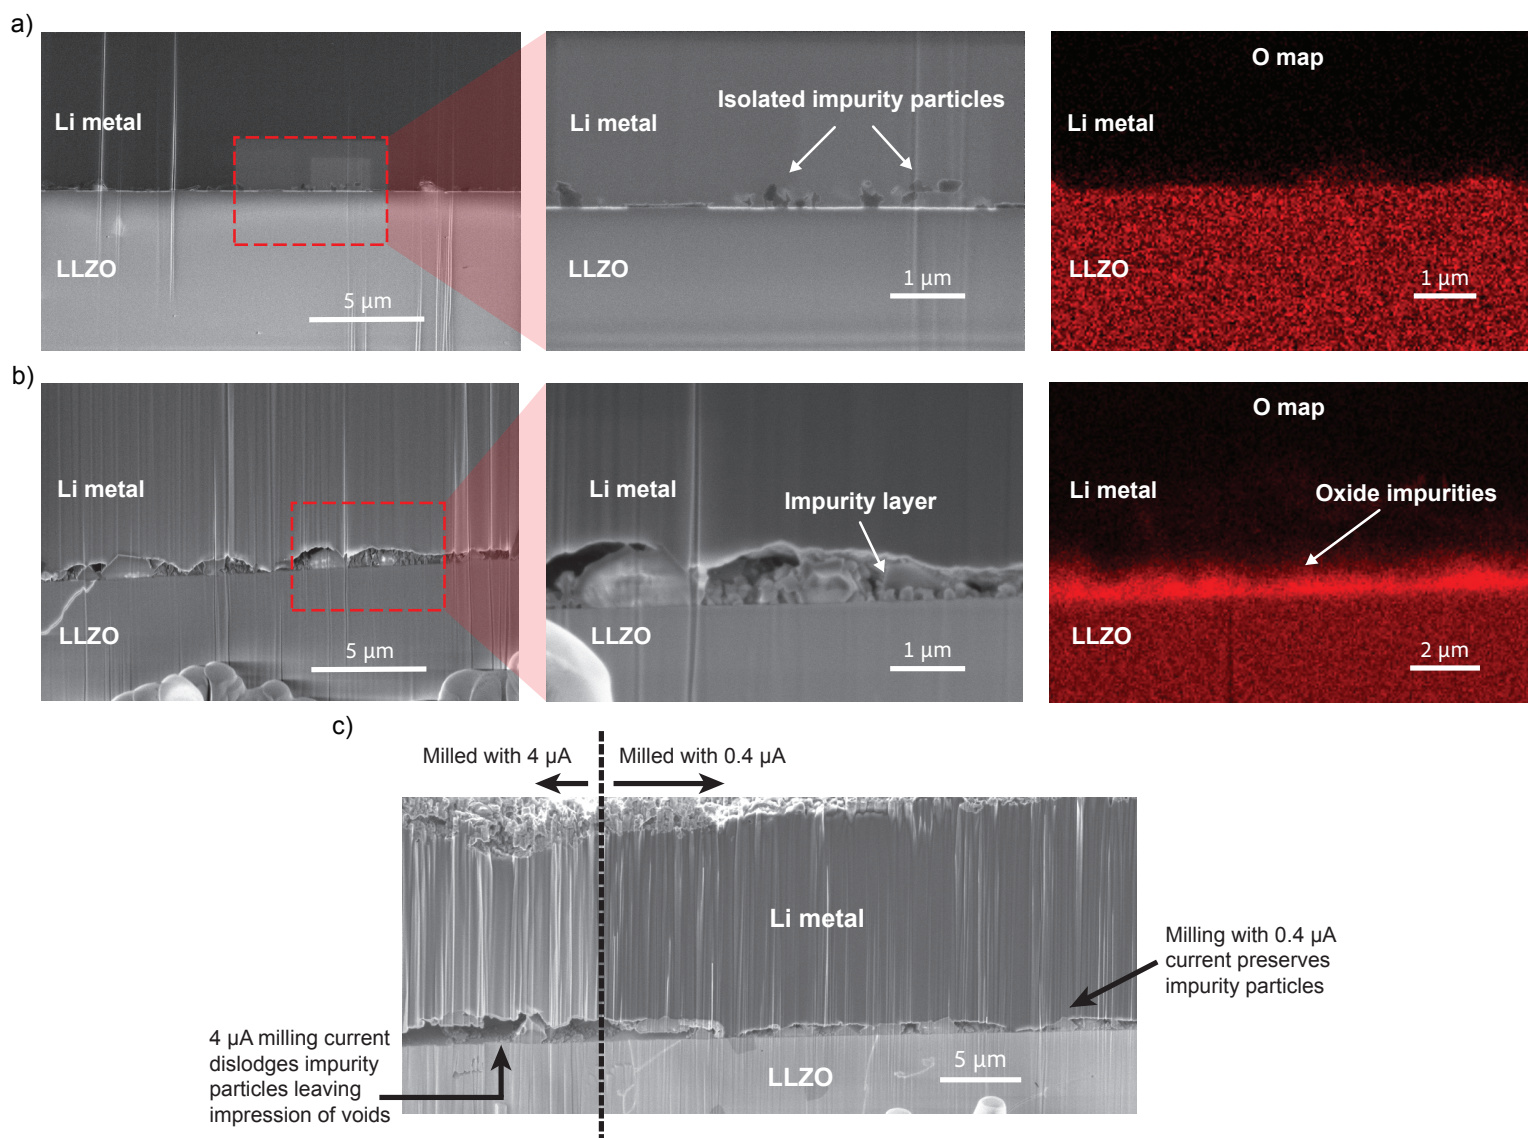 a)
Li metal
LLZO
5 µm
Isolated impurity particles
Li metal
LLZO
1 µm
O map
Li metal
LLZO
1 µm
b)
Li metal
LLZO
5 µm
Li metal
Impurity layer
LLZO
1 µm
O map
Li metal
Oxide impurities
LLZO
2 µm
c)
Milled with 4 µA
Milled with 0.4 µA
Li metal
LLZO
5 µm
Milling with 0.4 µA
current preserves
impurity particles
4 µA milling current
dislodges impurity
particles leaving
impression of voids